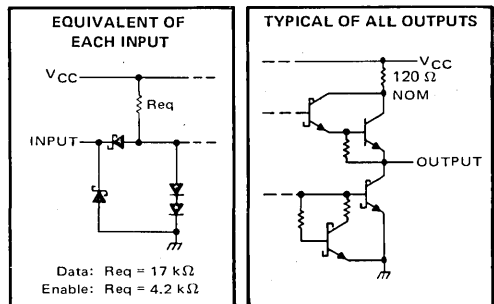 EQUIVALENT OF
EACH INPUT
VCC
Req
INPUT
Data: Req = 17 kΩ
Enable: Req = 4.2 kΩ
TYPICAL OF ALL OUTPUTS
VCC
120 Ω
NOM
OUTPUT